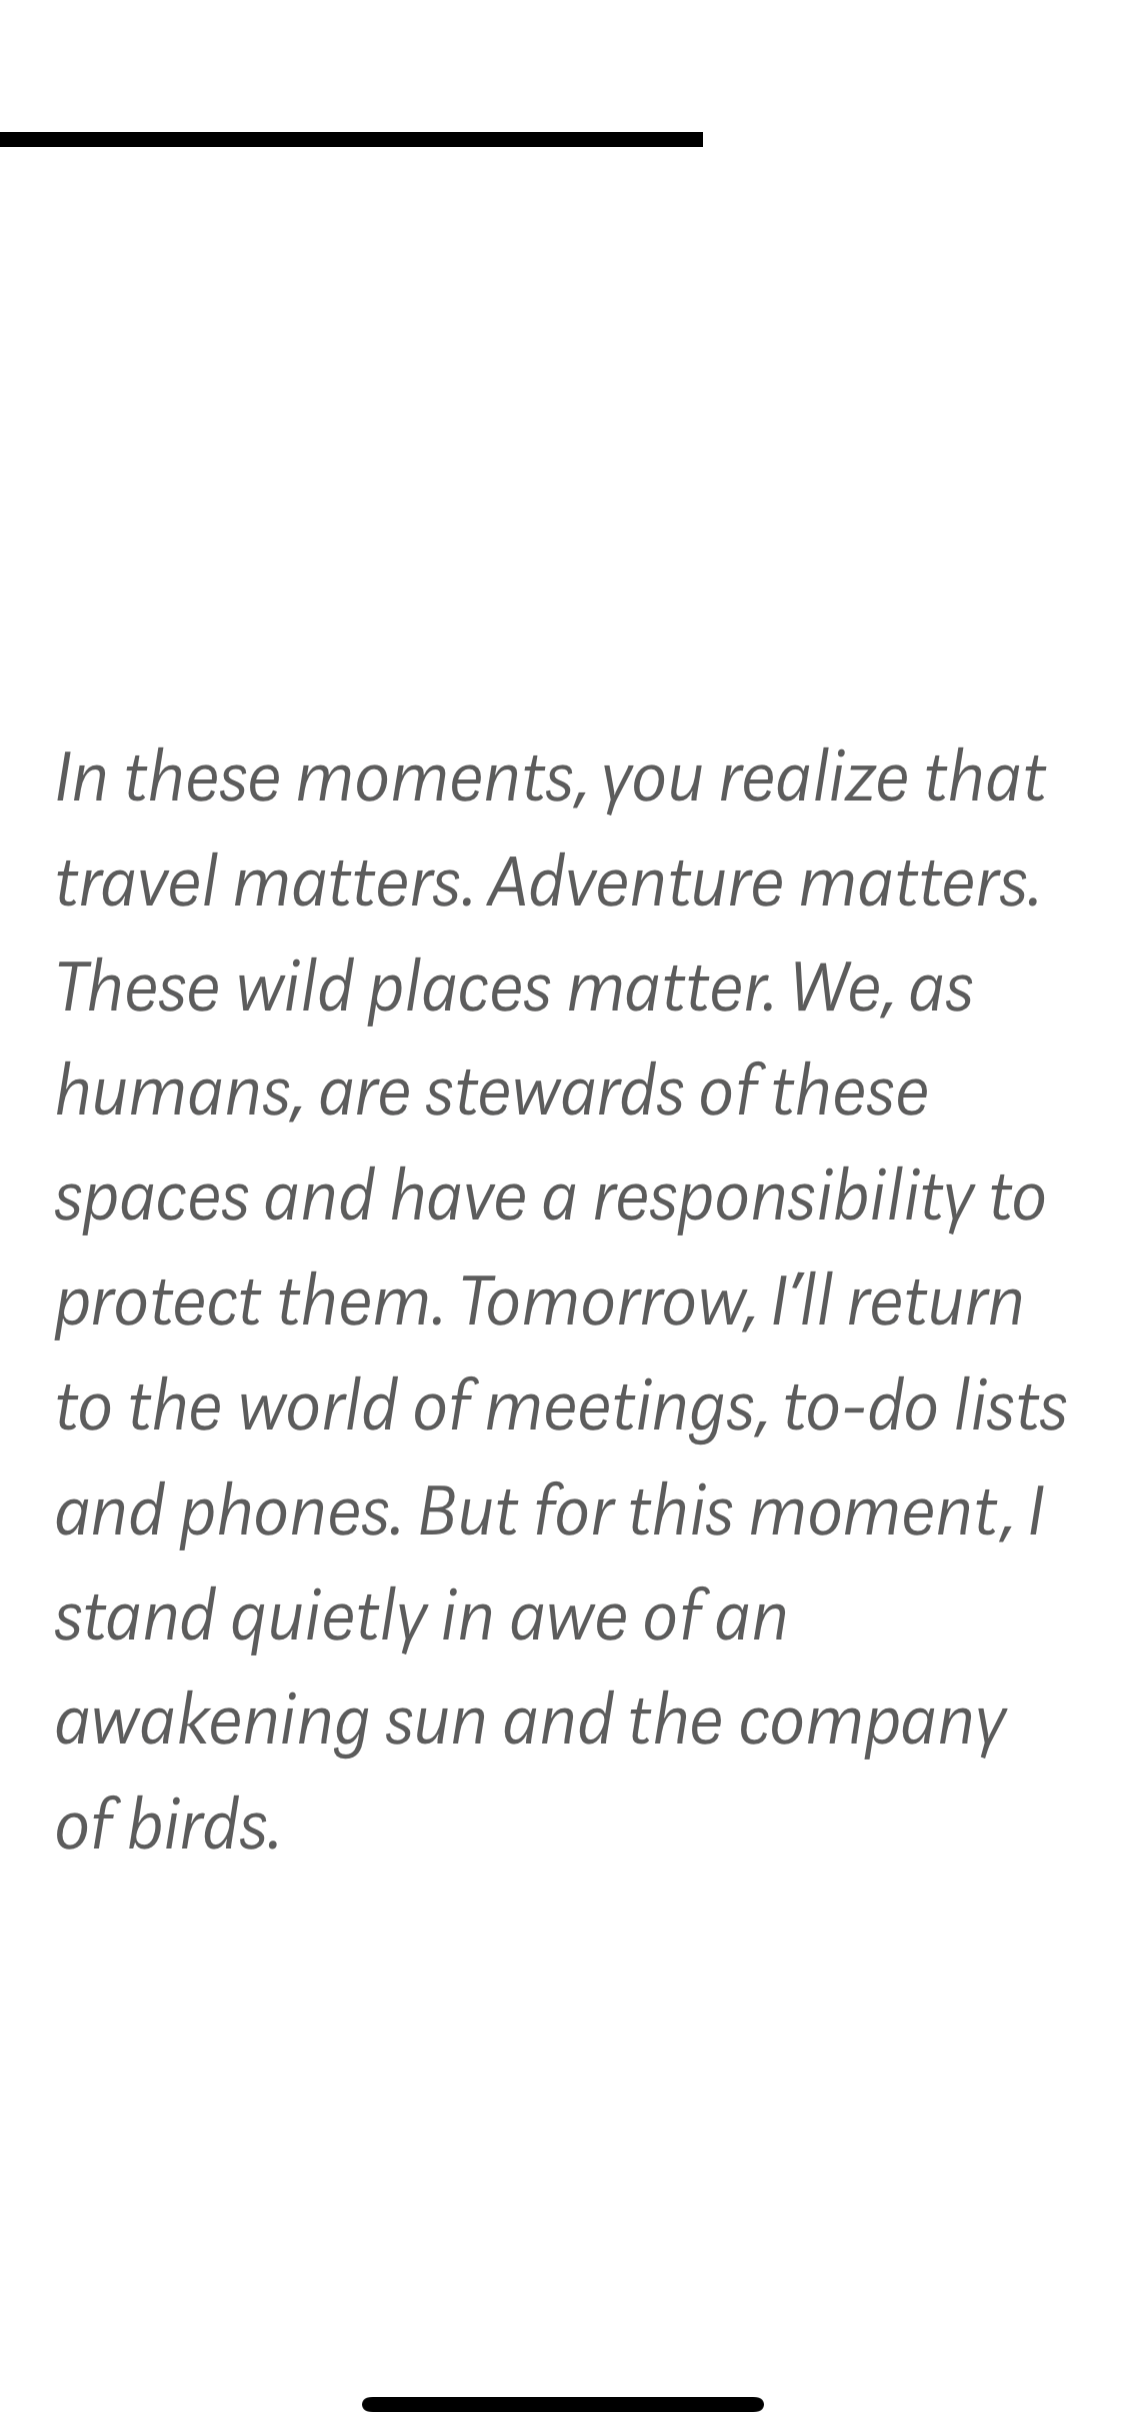 In these moments, you realize that
travel matters. Adventure matters.
These wild places matter. We, as
humans, are stewards of these
spaces and have a responsibility to
protect them. Tomorrow, I’ll return
to the world of meetings, to-do lists
and phones. But for this moment, I
stand quietly in awe of an
awakening sun and the company
of birds.